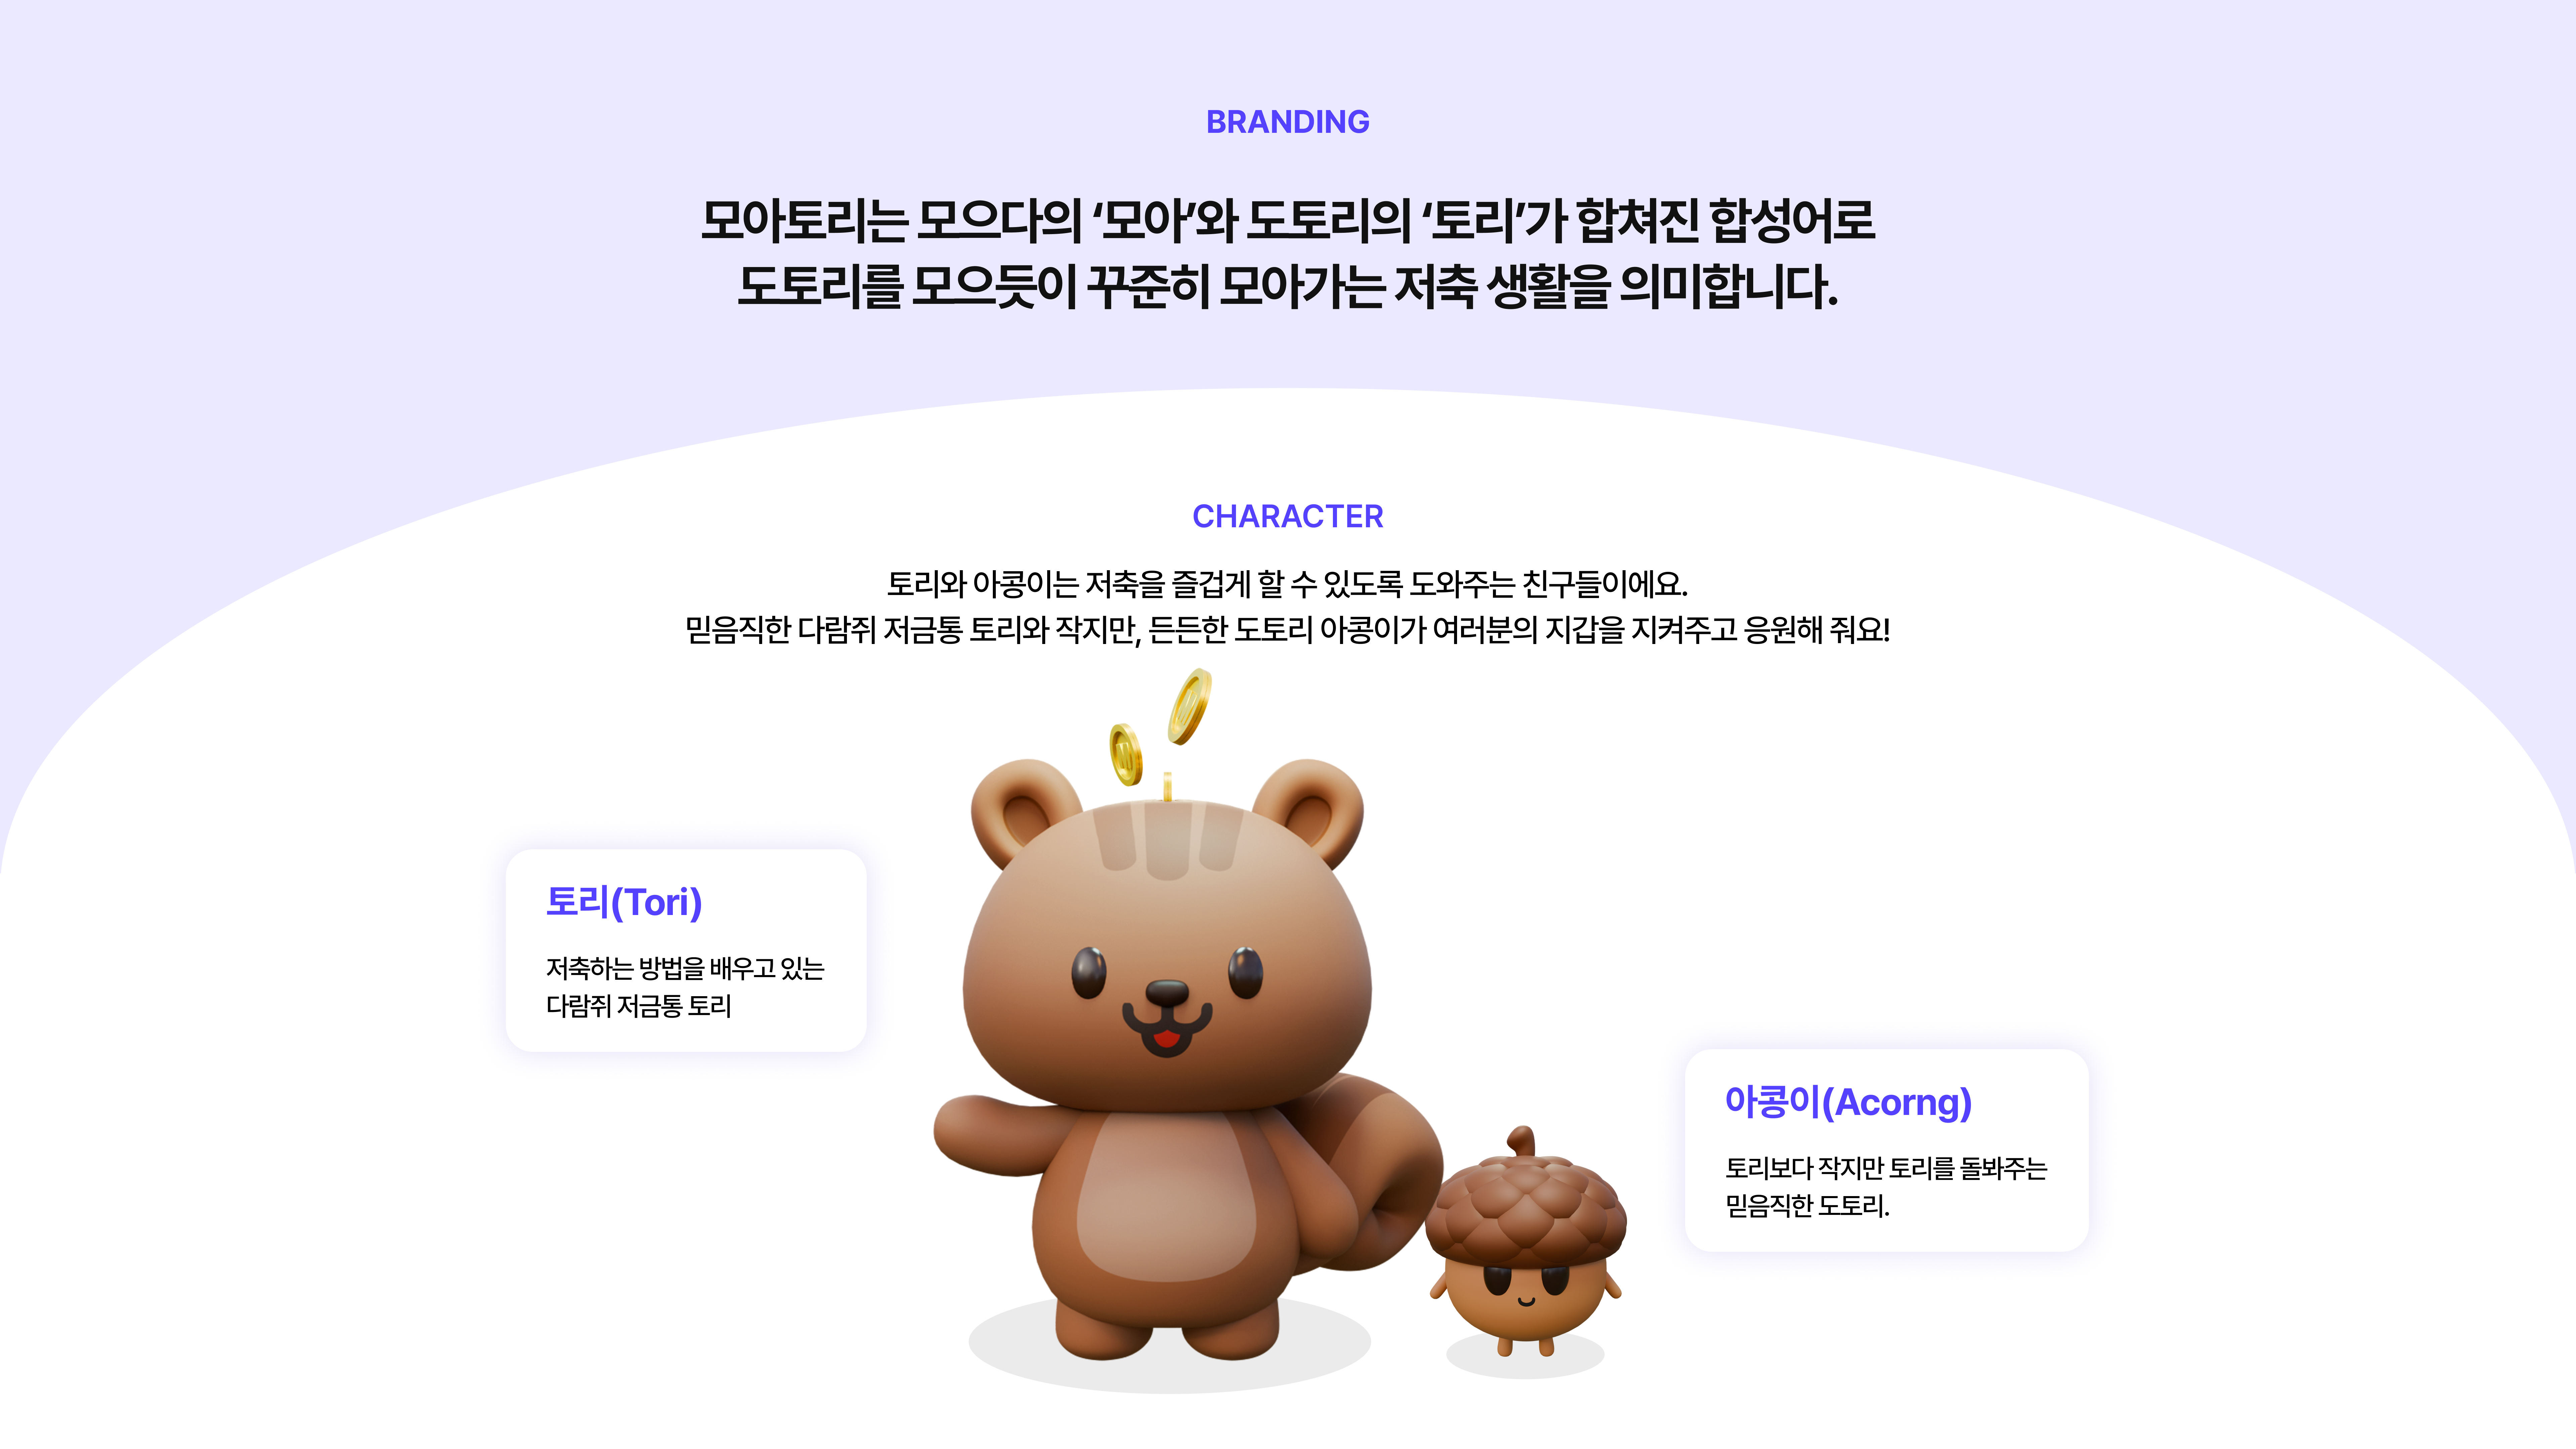 BRANDING
모아토리는 모으다의 ‘모아’와 도토리의 ‘토리’가 합쳐진 합성어로
도토리를 모으듯이 꾸준히 모아가는 저축 생활을 의미합니다.
CHARACTER
토리와 아콩이는 저축을 즐겁게 할 수 있도록 도와주는 친구들이에요.
믿음직한 다람쥐 저금통 토리와 작지만, 든든한 도토리 아콩이가 여러분의 지갑을 지켜주고 응원해 줘요!
토리(Tori)
저축하는 방법을 배우고 있는
다람쥐 저금통 토리
아콩이(Acorng)
토리보다 작지만 토리를 돌봐주는
믿음직한 도토리.